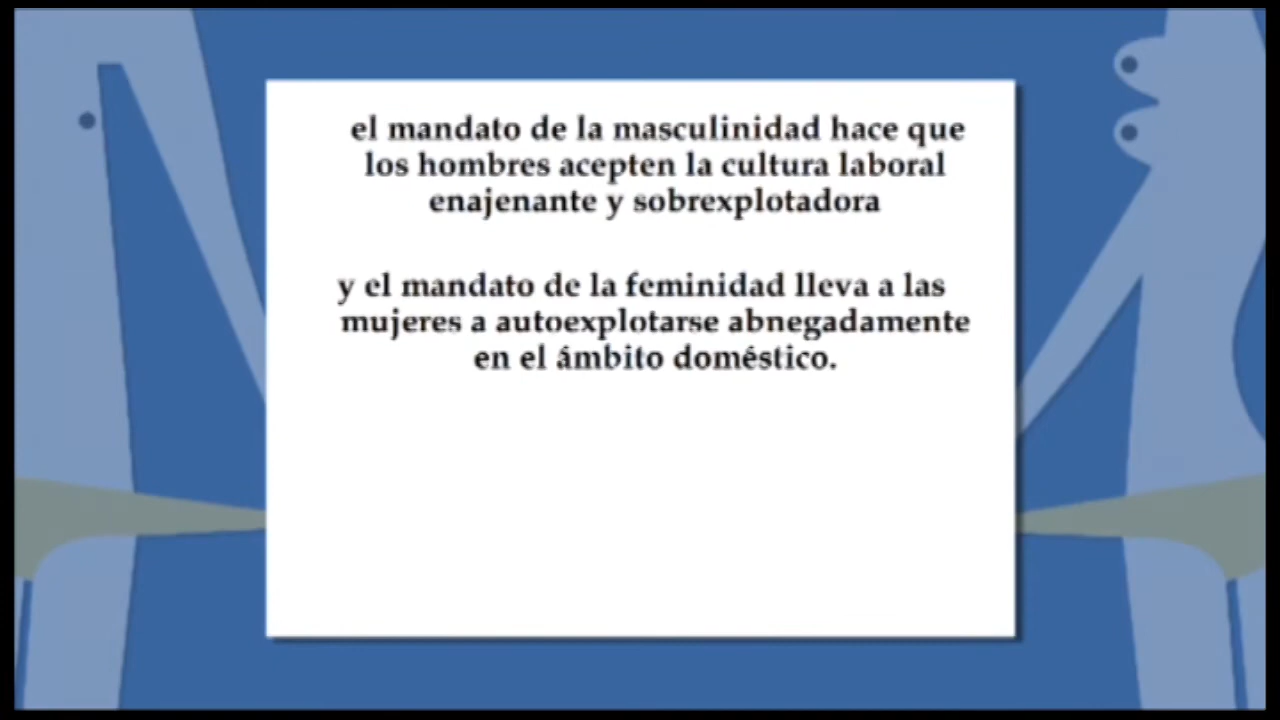 el mandato de la masculinidad hace que
los hombres acepten la cultura laboral
enajenante y sobrexplotadora
y el mandato de la feminidad lleva a las
mujeres a autoexplotarse abnegadamente
en el ámbito doméstico.